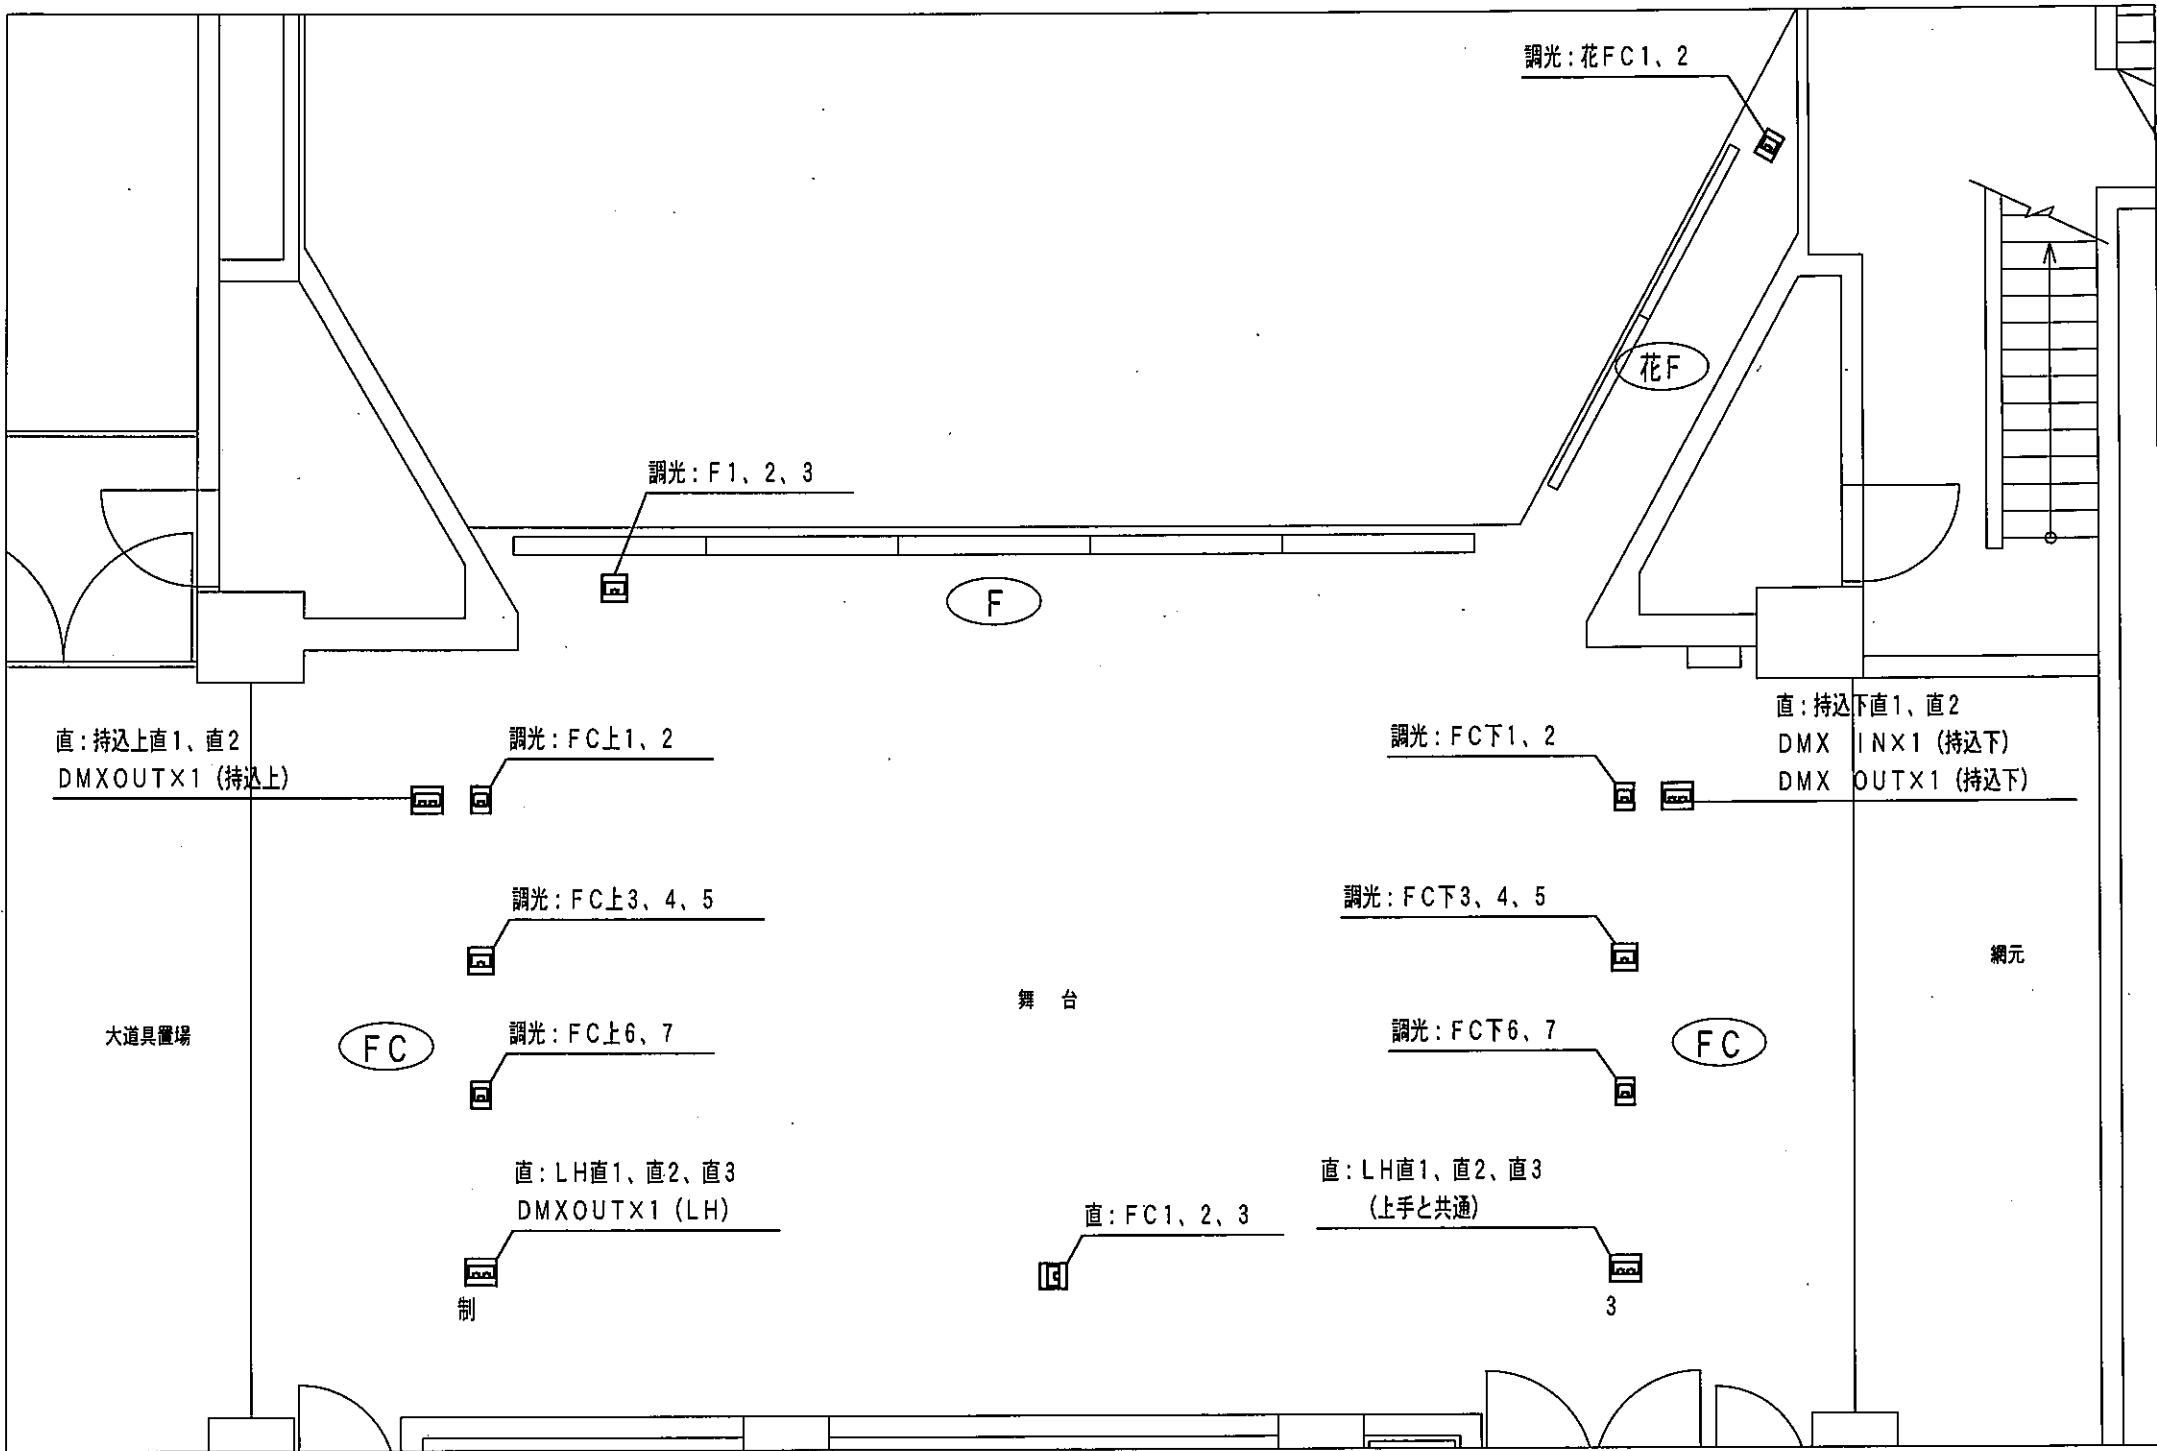 調光：花FC1、2
花F
調光：F1、2、3
F
直：持込上直1、直2
DMXOUT×1（持込上）
調光：FC上1、2
調光：FC下1、2
直：持込下直1、直2
DMX IN×1（持込下）
DMX OUT×1（持込下）
調光：FC上3、4、5
調光：FC下3、4、5
網元
舞 台
大道具置場
FC
調光：FC上6、7
調光：FC下6、7
FC
直：LH直1、直2、直3
DMXOUT×1（LH）
直：FC1、2、3
直：LH直1、直2、直3
（上手と共通）
制
3